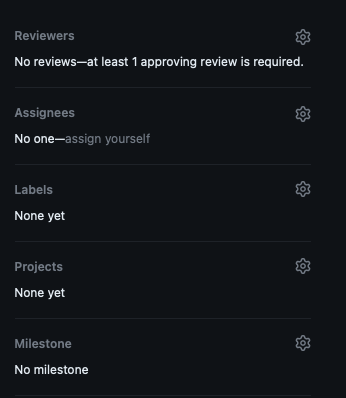 Reviewers
No reviews—at least 1 approving review is required.
Assignees
No one—assign yourself
Labels
None yet
Projects
None yet
Milestone
No milestone